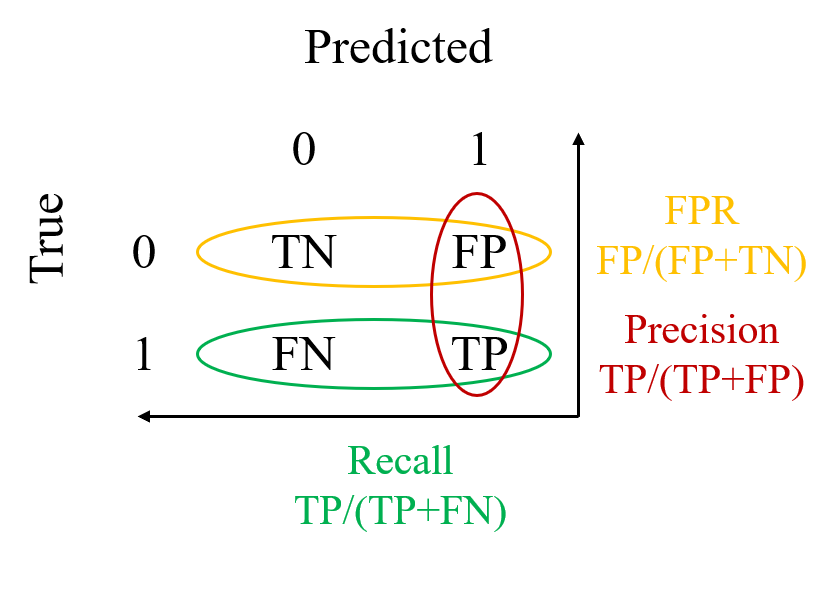 Predicted
0 1
True
0 TN FP
1 FN TP
FPR
FP/(FP+TN)
Precision
TP/(TP+FP)
Recall
TP/(TP+FN)